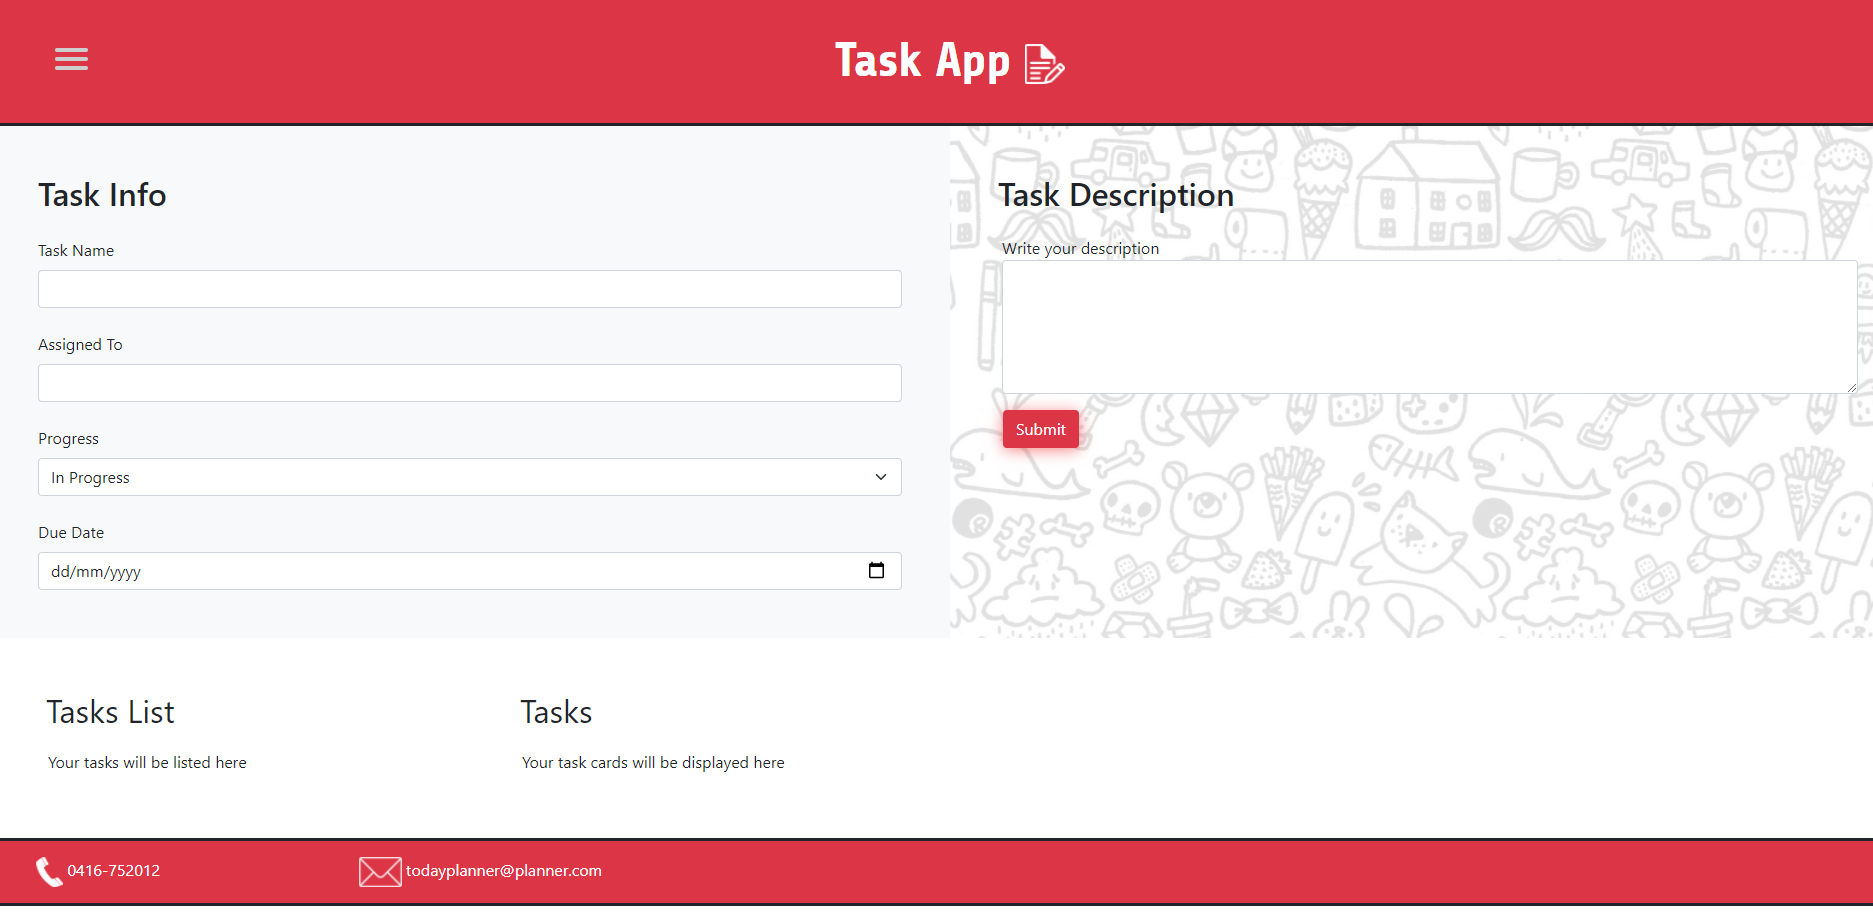 Task App
Task Info
Task Name
Assigned To
Progress
In Progress
Due Date
dd/mm/yyyy
Task Description
Write your description
Submit
Tasks List
Your tasks will be listed here
Tasks
Your task cards will be displayed here
0416-752012
todayplanner@planner.com